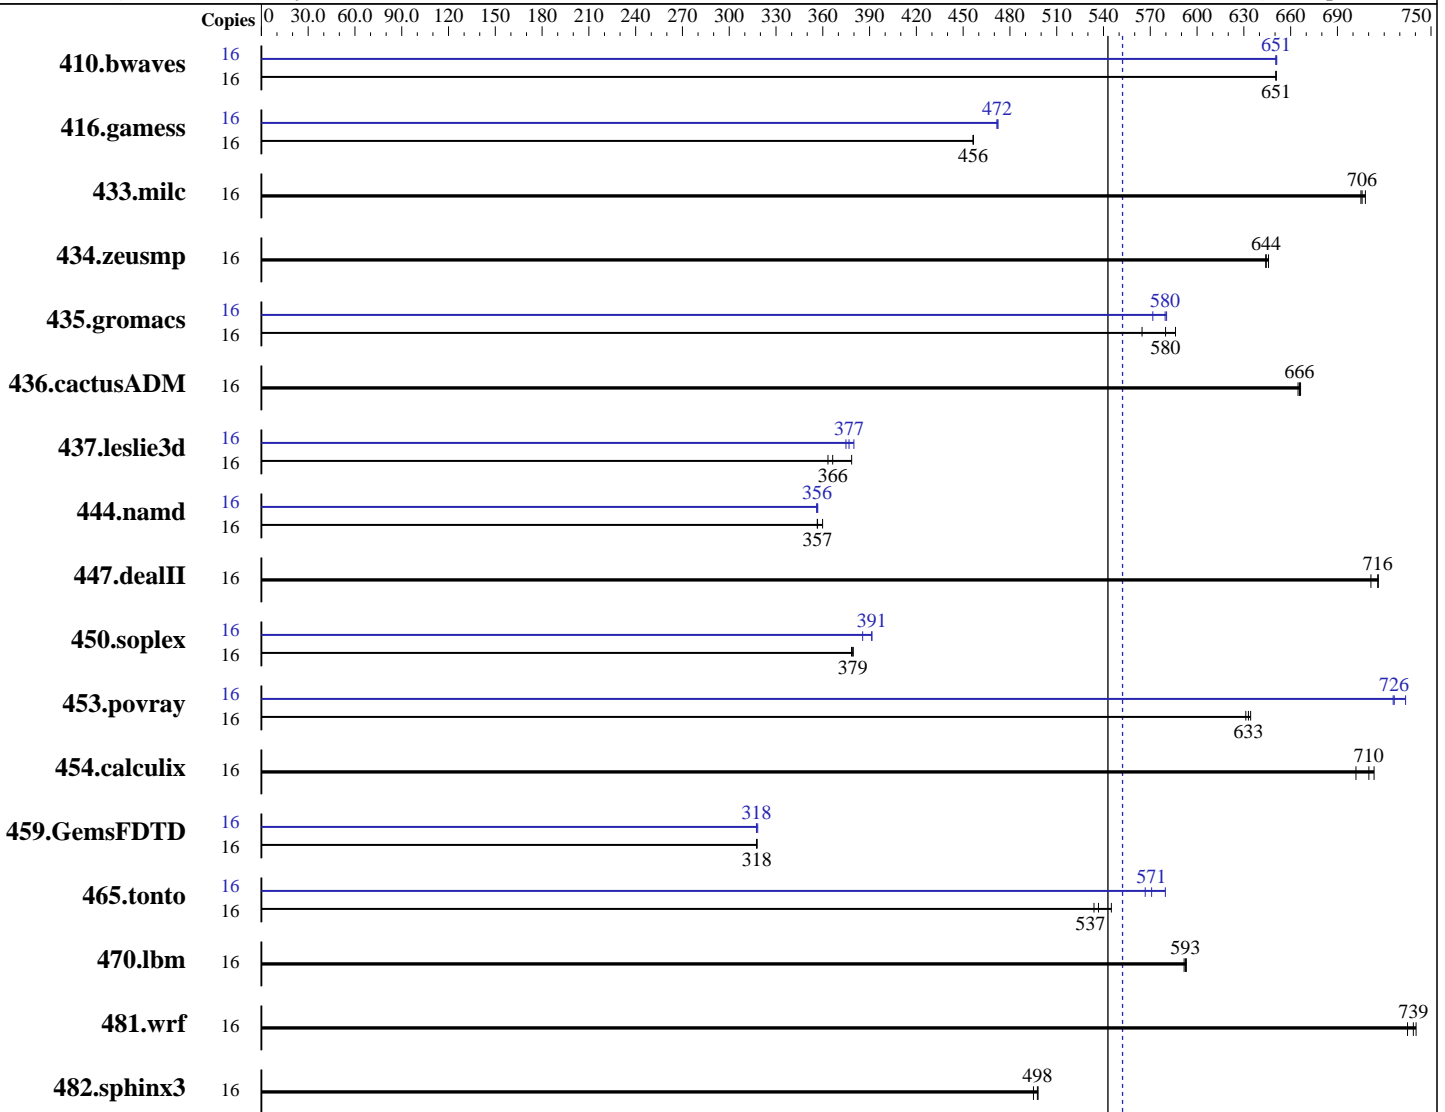 Copies 0 30.0 60.0 90.0 120 150 180 210 240 270 300 330 360 390 420 450 480 510 540 570 600 630 660 690 750
410.bwaves 16 651
16 651
416.gamess 16 472
16 456
433.milc 16 706
434.zeusmp 16 644
435.gromacs 16 580
16 580
436.cactusADM 16 666
437.leslie3d 16 377
16 366
444.namd 16 356
16 357
447.dealII 16 716
450.soplex 16 391
16 379
453.povray 16 726
16 633
454.calculix 16 710
459.GemsFDTD 16 318
16 318
465.tonto 16 571
16 537
470.lbm 16 593
481.wrf 16 739
482.sphinx3 16 498